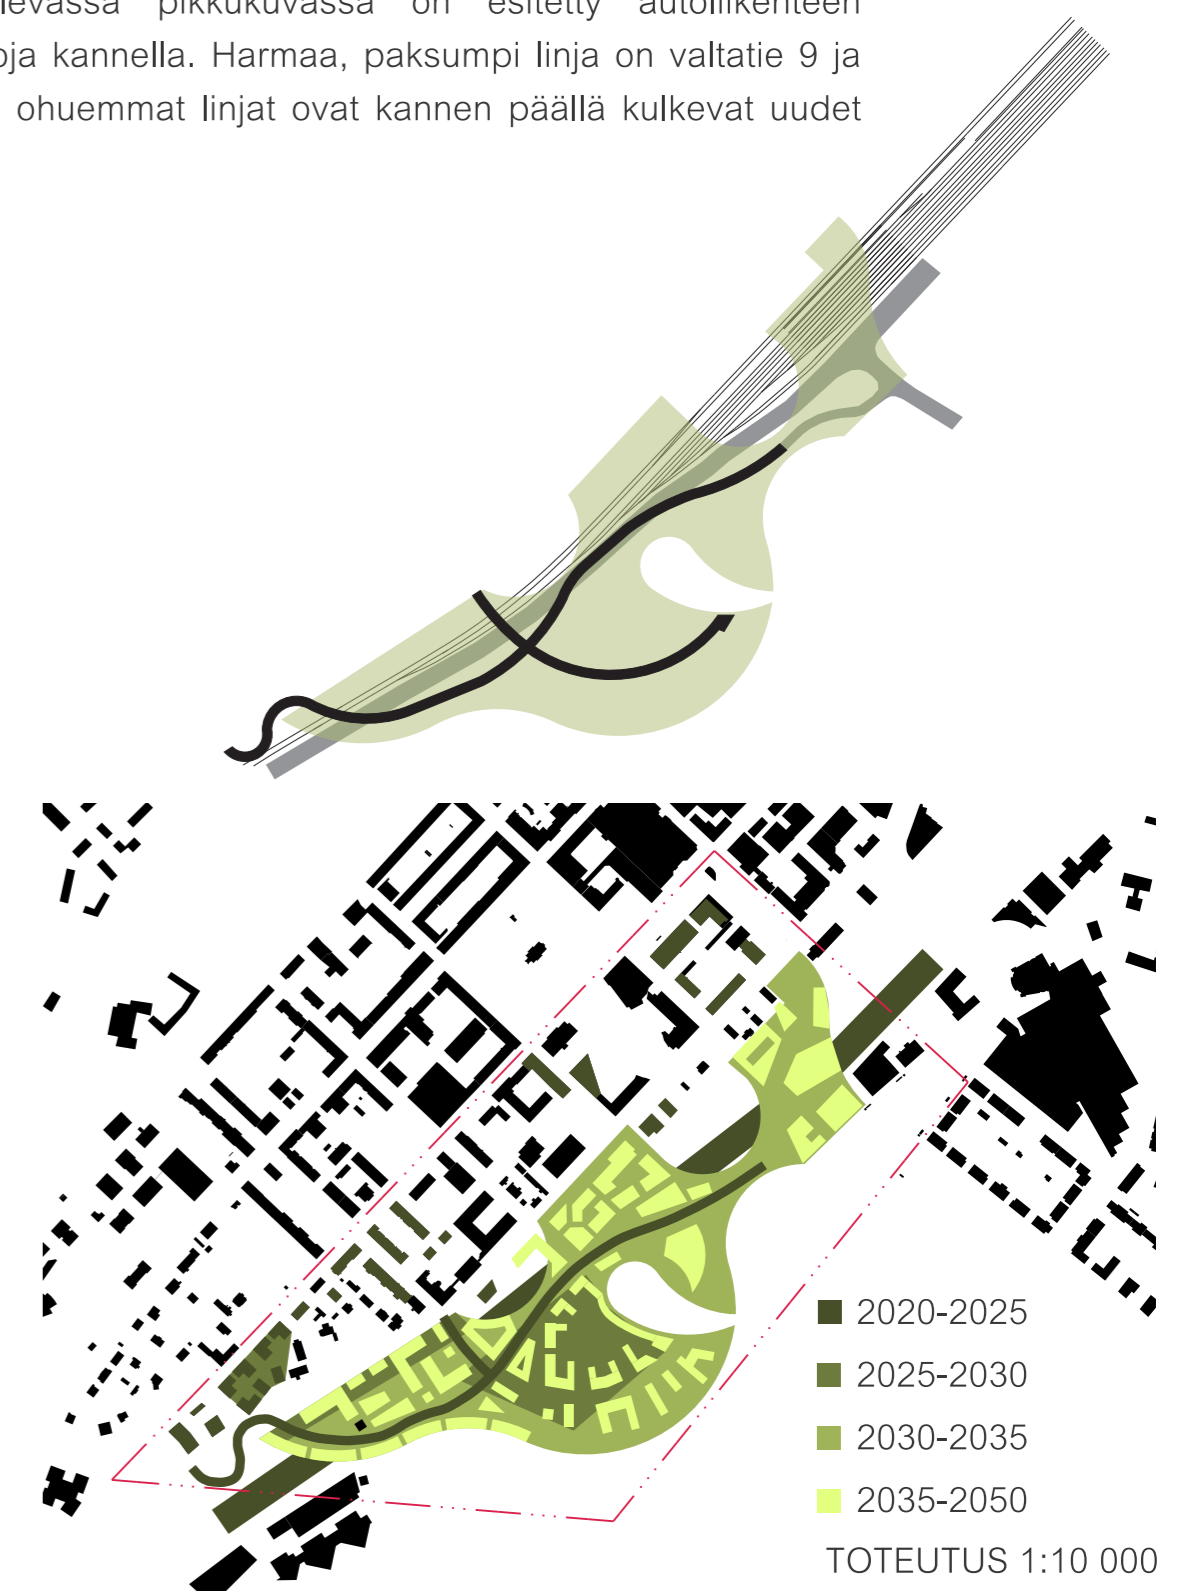 pikkukuvassa on esitetty autoliikenteen
kannella. Harmaa, paksumpi linja on valtatie 9 ja
ohuemmat linjat ovat kannen päällä kulkevat uudet
2020-2025
2025-2030
2030-2035
2035-2050
TOTEUTUS 1:10 000